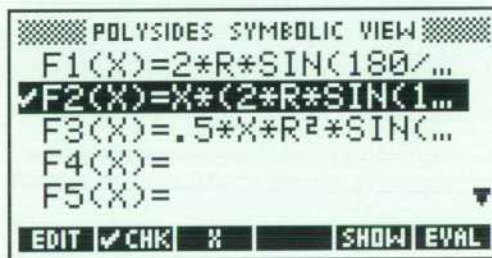 POLYSIDES SYMBOLIC VIEW
F1(X)=2*R*SIN(180/…
✓F2(X)=X*(2*R*SIN(1…
F3(X)=.5*X*R²*SIN(…
F4(X)=
F5(X)=
EDIT ✓CHK X SHOW EVAL